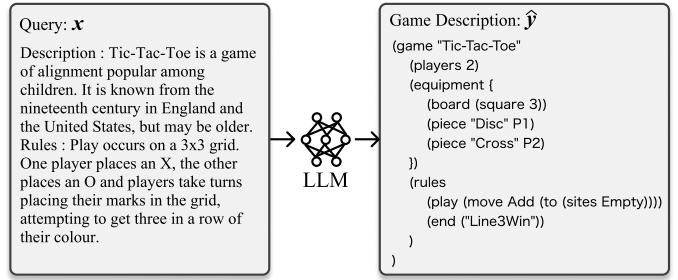 Query: x
Description : Tic-Tac-Toe is a game
of alignment popular among
children. It is known from the
nineteenth century in England and
the United States, but may be older.
Rules : Play occurs on a 3x3 grid.
One player places an X, the other
places an O and players take turns
placing their marks in the grid,
attempting to get three in a row of
their colour.
LLM
Game Description: ŷ
(game "Tic-Tac-Toe"
(players 2)
(equipment {
(board (square 3))
(piece "Disc" P1)
(piece "Cross" P2)
})
(rules
(play (move Add (to (sites Empty))))
(end ("Line3Win"))
)
)